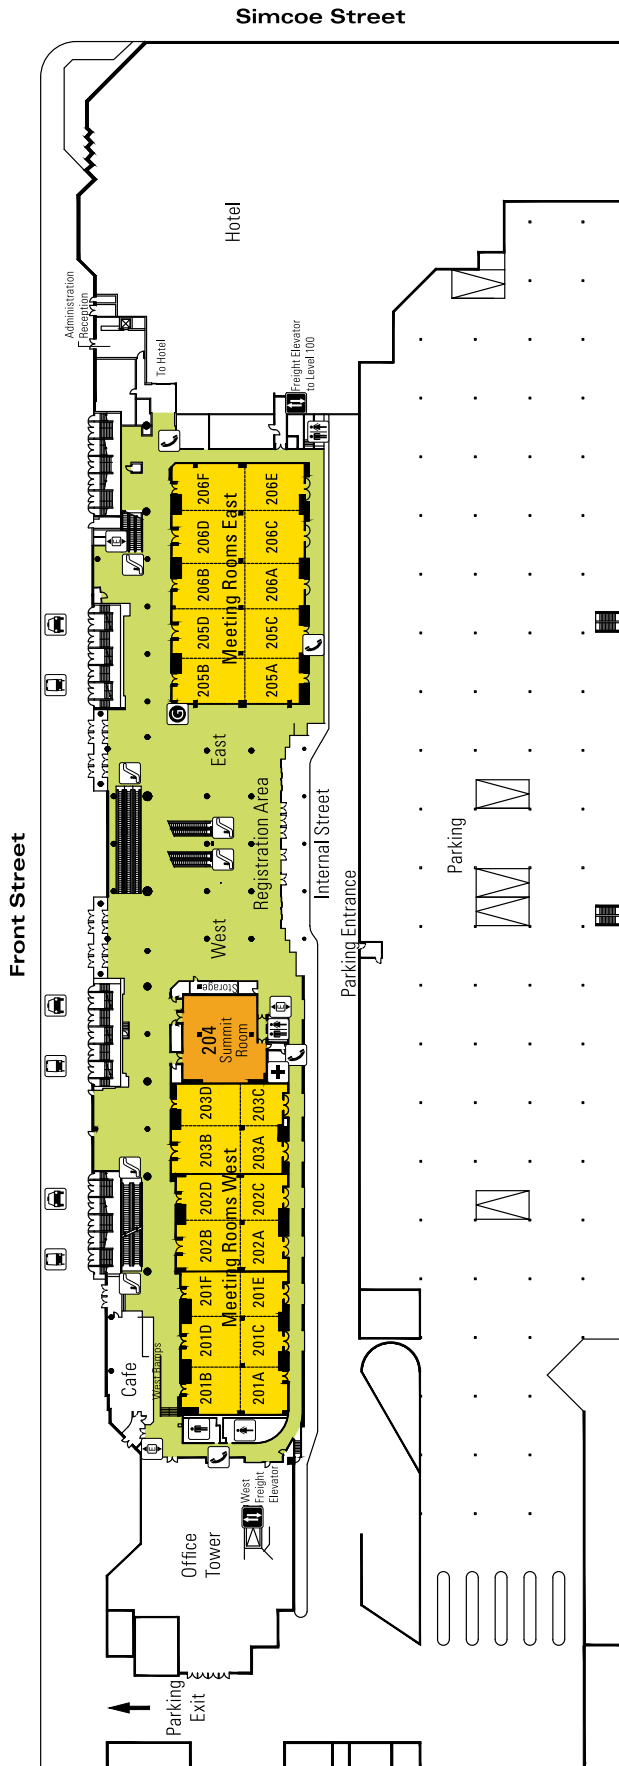 Simcoe Street
Front Street
Hotel
Administration
Reception
To Hotel
Freight Elevator
to Level 100
E
206F
206E
206D
206C
206B
206A
205D
205C
205B
205A
Meeting Rooms East
G
East
Registration Area
Internal Street
Parking
Parking Entrance
West
Storage
204
Summit
Room
E
203D
203C
203B
203A
202D
202C
202B
202A
201F
201E
201D
201C
201B
201A
Meeting Rooms West
Cafe
West Ramps
E
West
Freight
Elevator
Office
Tower
Parking
Exit